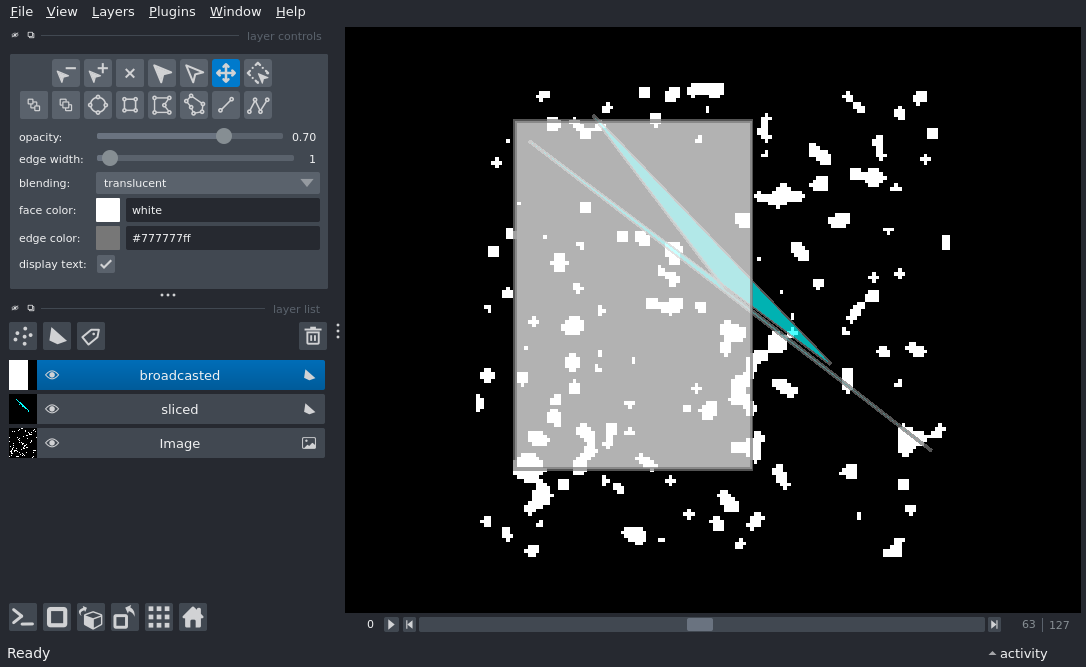 File View Layers Plugins Window Help
layer controls
opacity: 0.70
edge width: 1
blending: translucent
face color: white
edge color: #777777ff
display text:
layer list
broadcasted
sliced
Image
0 63 127
Ready
activity